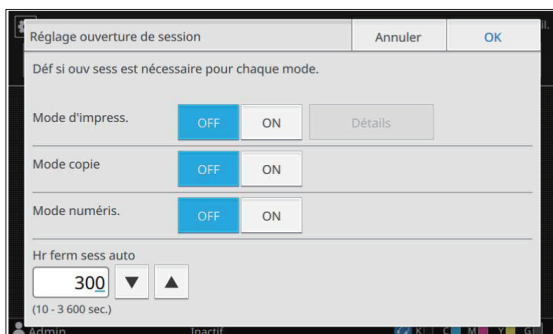 Réglage ouverture de session Annuler OK
Déf si ouv sess est nécessaire pour chaque mode.
Mode d'impress. OFF ON Détails
Mode copie OFF ON
Mode numéris. OFF ON
Hr ferm sess auto
300
(10 - 3 600 sec.)
Admin Inactif K C M Y G